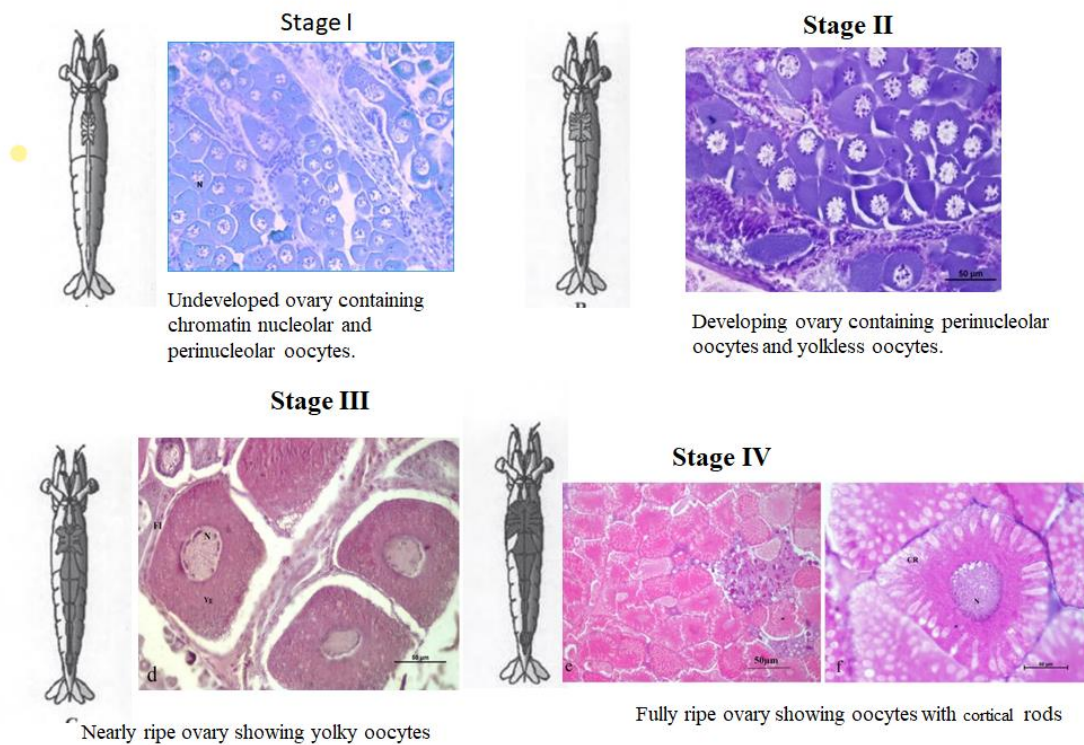 Stage I
Stage II
N
50 µm
B
Undeveloped ovary containing
chromatin nucleolar and
perinucleolar oocytes.
Developing ovary containing perinucleolar
oocytes and yolkless oocytes.
Stage III
Stage IV
N
d
50 µm
e
50µm
CR
N
f
Nearly ripe ovary showing yolky oocytes
Fully ripe ovary showing oocytes with cortical rods